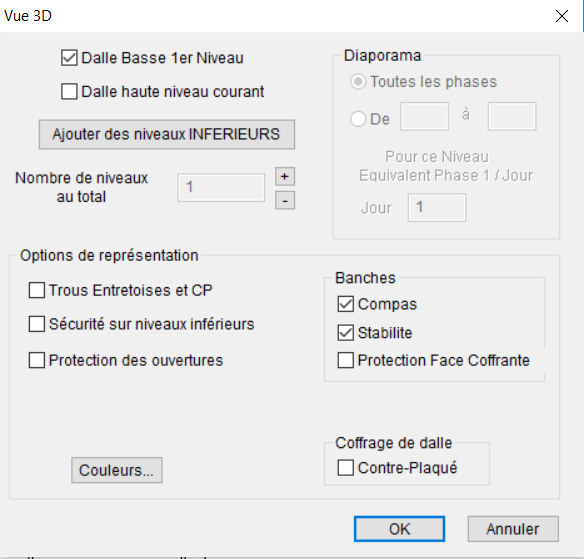 Vue 3D
Dalle Basse 1er Niveau
Dalle haute niveau courant
Ajouter des niveaux INFERIEURS
Nombre de niveaux
au total
1
+
-
Diaporama
Toutes les phases
De à
Pour ce Niveau
Equivalent Phase 1 / Jour
Jour 1
Options de représentation
Trous Entretoises et CP
Sécurité sur niveaux inférieurs
Protection des ouvertures
Banches
Compas
Stabilite
Protection Face Coffrante
Coffrage de dalle
Contre-Plaqué
Couleurs...
OK
Annuler